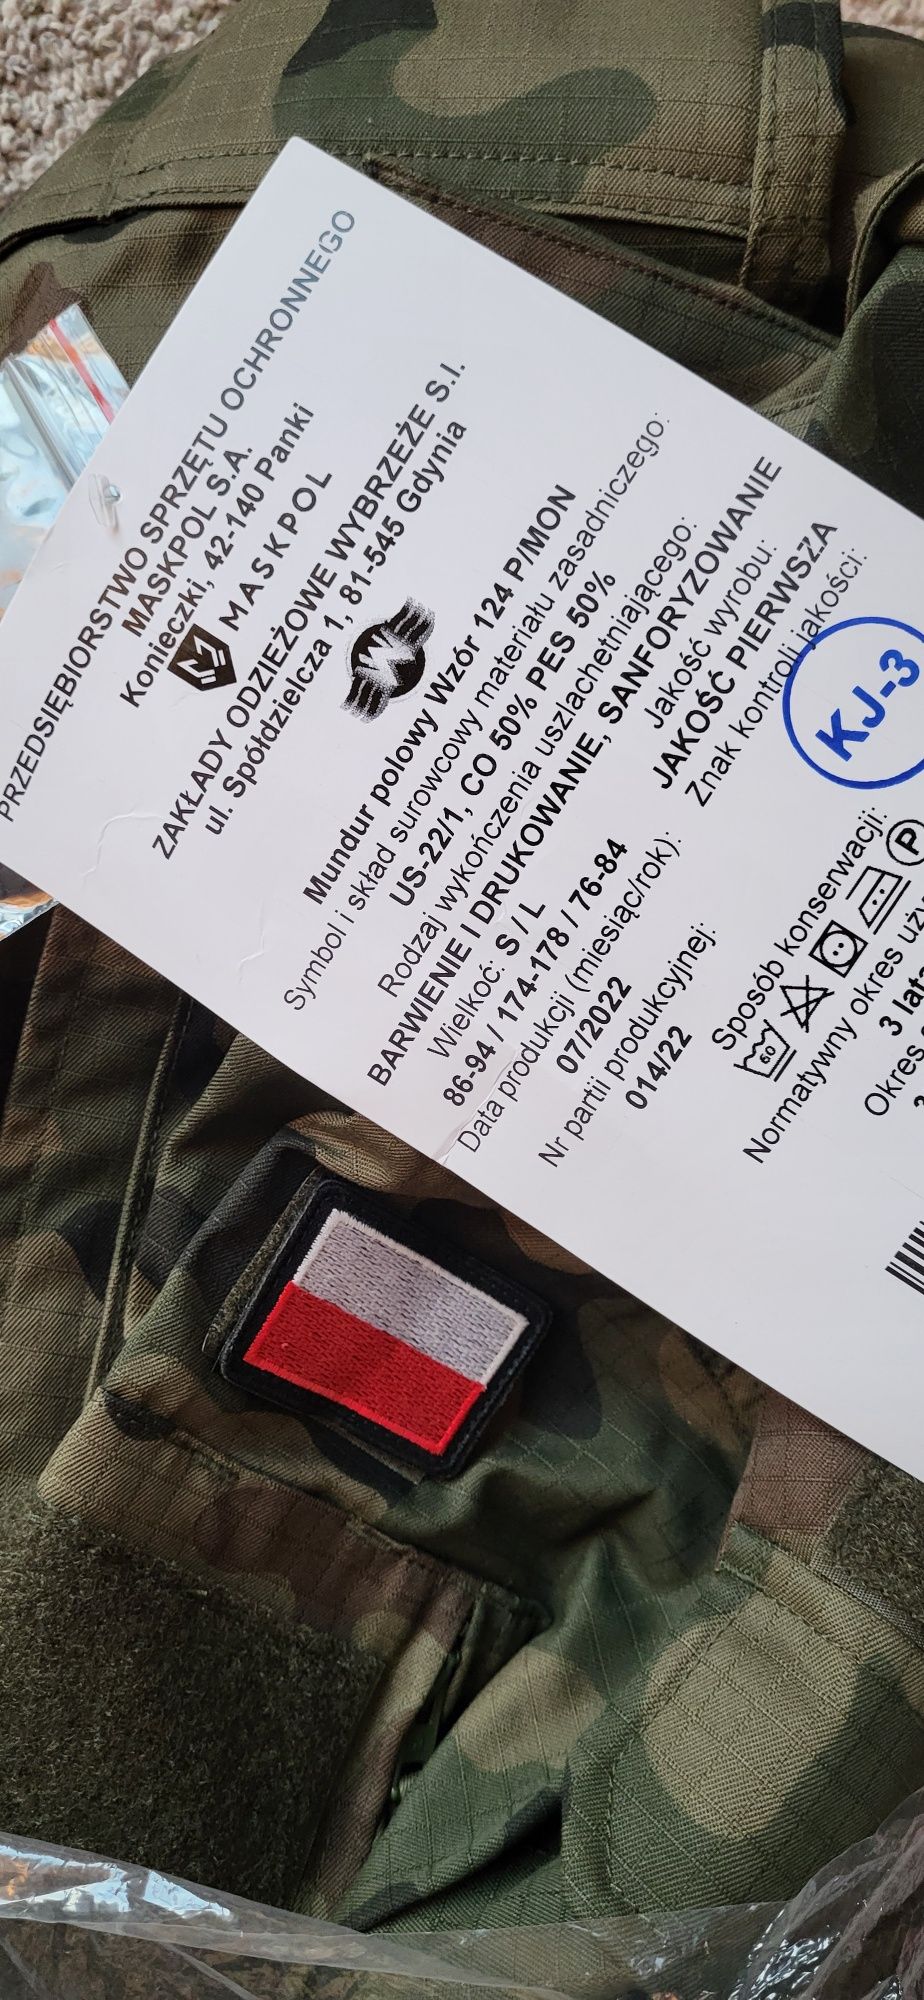 PRZEDSIĘBIORSTWO SPRZĘTU OCHRONNEGO
MASKPOL S.A.
Konieczki, 42-140 Panki
MASKPOL
ZAKŁADY ODZIEŻOWE WYBRZEŻE S.I.
ul. Spółdzielcza 1, 81-545 Gdynia
Mundur polowy Wzór 124 P/MON
Symbol i skład surowcowy materiału zasadniczego:
US-22/1, CO 50% PES 50%
Rodzaj wykończenia uszlachetniającego:
BARWIENIE I DRUKOWANIE, SANFORYZOWANIE
Wielkoć: S / L
86-94 / 174-178 / 76-84
Jakość wyrobu:
JAKOŚĆ PIERWSZA
Data produkcji (miesiąc/rok):
07/2022
Znak kontroli jakości:
KJ-3
Nr partii produkcyjnej:
014/22
Sposób konserwacji:
60
P
Normatywny okres
3
Okres